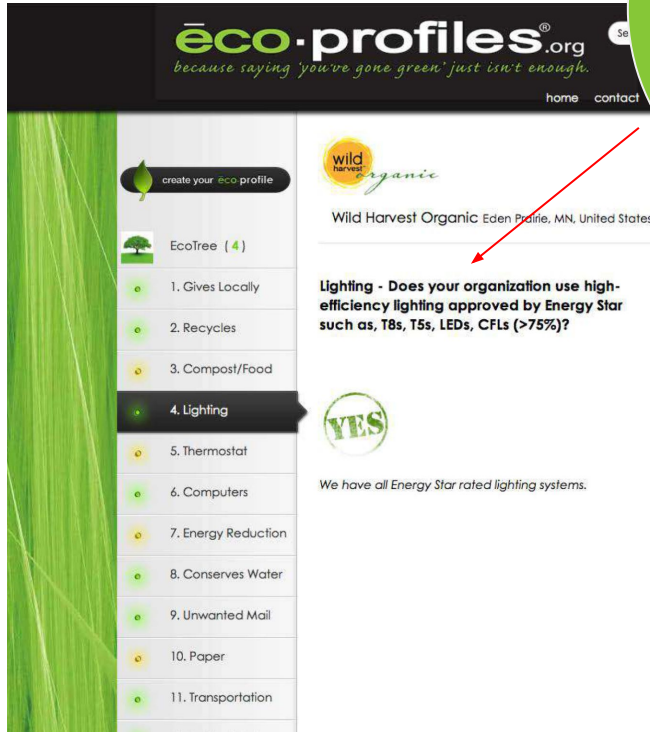 ēco·profiles®.org
Se
because saying 'you've gone green' just isn't enough.
home contact
create your ēco·profile
EcoTree ( 4 )
1. Gives Locally
2. Recycles
3. Compost/Food
4. Lighting
5. Thermostat
6. Computers
7. Energy Reduction
8. Conserves Water
9. Unwanted Mail
10. Paper
11. Transportation
wild
harvest
organic
Wild Harvest Organic Eden Prairie, MN, United States
Lighting - Does your organization use high-
efficiency lighting approved by Energy Star
such as, T8s, T5s, LEDs, CFLs (>75%)?
YES
We have all Energy Star rated lighting systems.